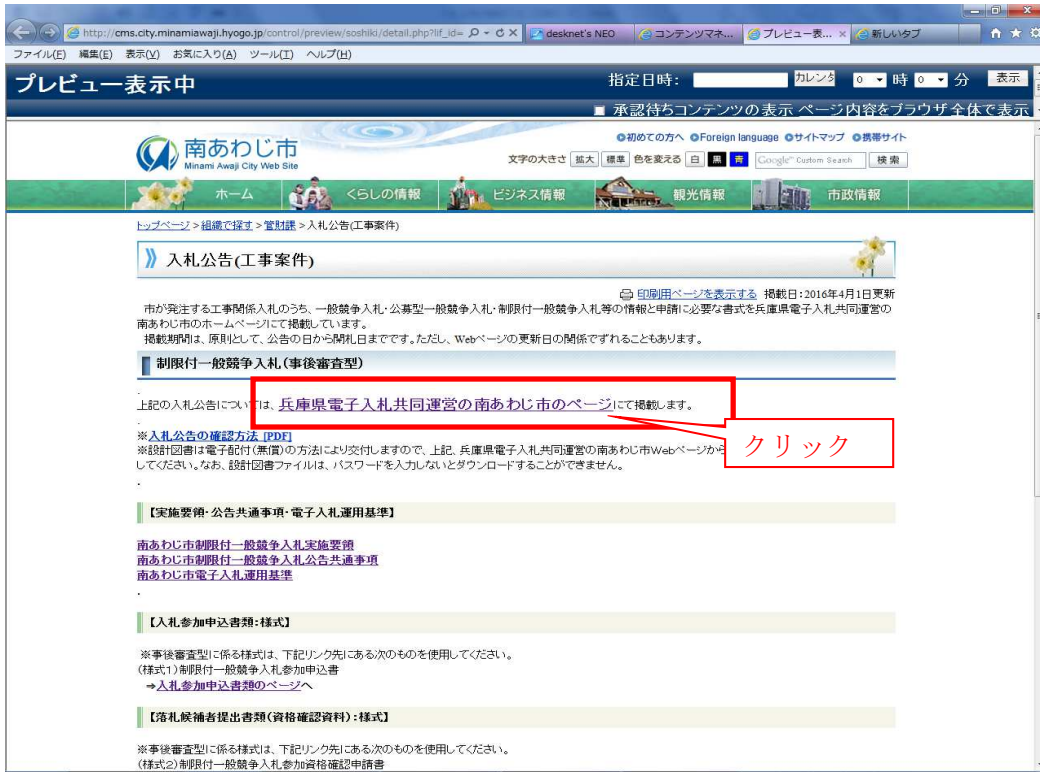 http://cms.city.minamiawaji.hyogo.jp/control/preview/soshiki/detail.php?lif_id=
desknet's NEO
コンテンツマネ...
プレビュー表...
新しいタブ
ファイル(F) 編集(E) 表示(V) お気に入り(A) ツール(T) ヘルプ(H)
プレビュー表示中
指定日時: カレンダ 0 時 0 分 表示
承認待ちコンテンツの表示 ページ内容をブラウザ全体で表示
南あわじ市
Minami Awaji City Web Site
初めての方へ Foreign language サイトマップ 携帯サイト
文字の大きさ 拡大 標準 色を変える 白 黒 青 Google Custom Search 検索
ホーム くらしの情報 ビジネス情報 観光情報 市政情報
トップページ > 組織で探す > 管財課 > 入札公告(工事案件)
入札公告(工事案件)
印刷用ページを表示する 掲載日:2016年4月1日更新
市が発注する工事関係入札のうち、一般競争入札・公募型一般競争入札・制限付一般競争入札等の情報と申請に必要な書式を兵庫県電子入札共同運営の
南あわじ市のホームページにて掲載しています。
掲載期間は、原則として、公告の日から開札日までです。ただし、Webページの更新日の関係でずれることもあります。
制限付一般競争入札(事後審査型)
.
上記の入札公告については、兵庫県電子入札共同運営の南あわじ市のページにて掲載します。
.
クリック
※入札公告の確認方法 [PDF]
※設計図書は電子配付(無償)の方法により交付しますので、上記、兵庫県電子入札共同運営の南あわじ市Webページから
してください。なお、設計図書ファイルは、パスワードを入力しないとダウンロードすることができません。
.
【実施要領・公告共通事項・電子入札運用基準】
南あわじ市制限付一般競争入札実施要領
南あわじ市制限付一般競争入札公告共通事項
南あわじ市電子入札運用基準
.
【入札参加申込書類:様式】
※事後審査型に係る様式は、下記リンク先にある次のものを使用してください。
(様式1)制限付一般競争入札参加申込書
→入札参加申込書類のページへ
【落札候補者提出書類(資格確認資料):様式】
※事後審査型に係る様式は、下記リンク先にある次のものを使用してください。
(様式2)制限付一般競争入札参加資格確認申請書